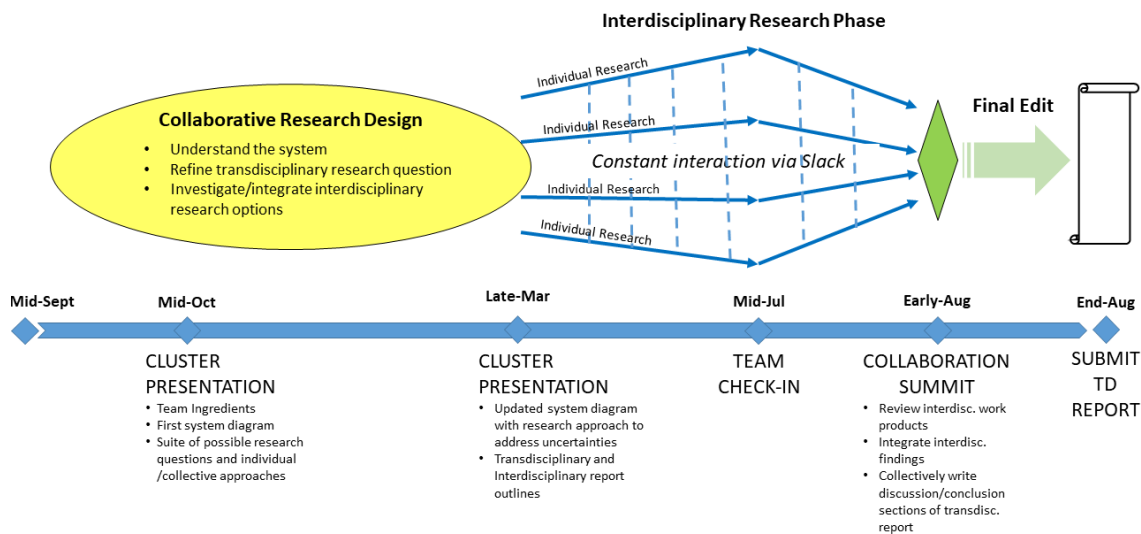 Interdisciplinary Research Phase
Individual Research
Individual Research
Individual Research
Individual Research
Constant interaction via Slack
Collaborative Research Design
• Understand the system
• Refine transdisciplinary research question
• Investigate/integrate interdisciplinary
research options
Final Edit
Mid-Sept
Mid-Oct
Late-Mar
Mid-Jul
Early-Aug
End-Aug
CLUSTER
PRESENTATION
• Team Ingredients
• First system diagram
• Suite of possible research
questions and individual
/collective approaches
CLUSTER
PRESENTATION
• Updated system diagram
with research approach to
address uncertainties
• Transdisciplinary and
Interdisciplinary report
outlines
TEAM
CHECK-IN
COLLABORATION
SUMMIT
• Review interdisc. work
products
• Integrate interdisc.
findings
• Collectively write
discussion/conclusion
sections of transdisc.
report
SUBMIT
TD
REPORT